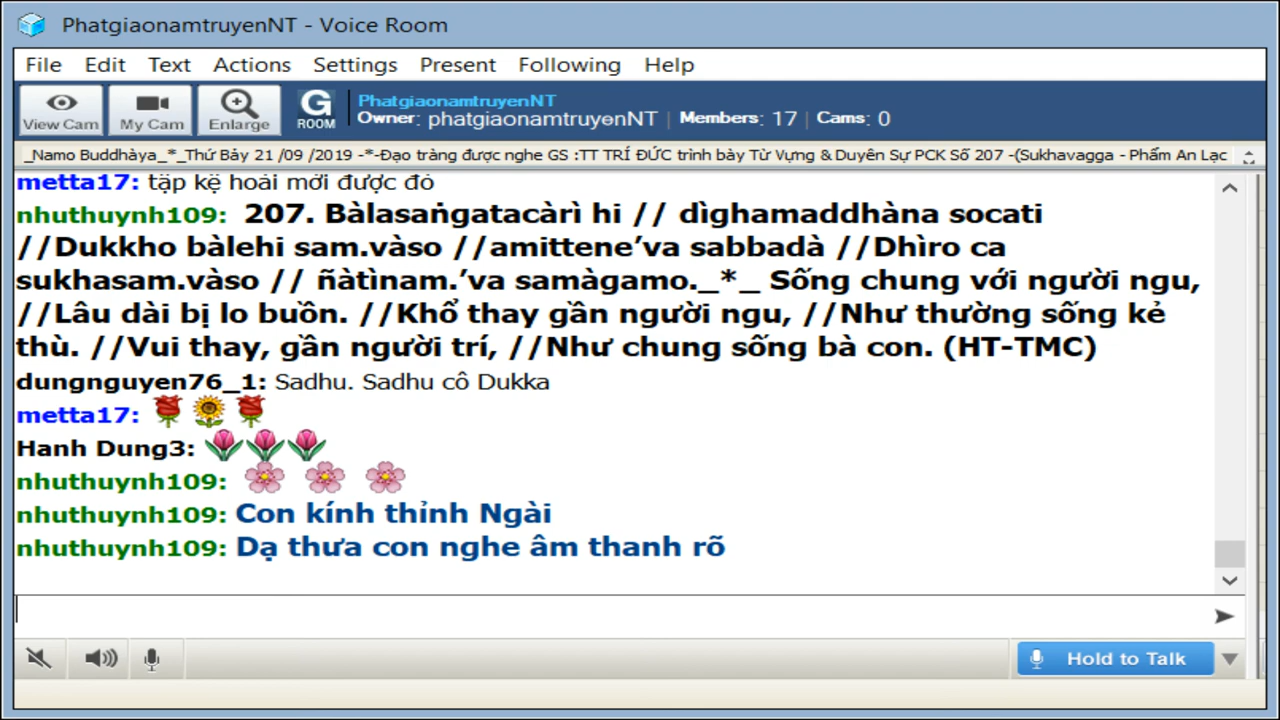 PhatgiaonamtruyenNT - Voice Room
File Edit Text Actions Settings Present Following Help
View Cam My Cam Enlarge G ROOM PhatgiaonamtruyenNT
Owner: phatgiaonamtruyenNT | Members: 17 | Cams: 0
_Namo Buddhàya_*_Thứ Bảy 21 /09 /2019 -*-Đạo tràng được nghe GS :TT TRÍ ĐỨC trình bày Từ Vựng & Duyên Sự PCK Số 207 -(Sukhavagga - Phẩm An Lạc
metta17: tập kệ hoài mới được đó
nhuthuynh109: 207. Bàlasaṅgatacàrì hi // dìghamaddhàna socati
//Dukkho bàlehi sam.vàso //amittene’va sabbadà //Dhìro ca
sukhasam.vàso // ñàtìnam.’va samàgamo._*_ Sống chung với người ngu,
//Lâu dài bị lo buồn. //Khổ thay gần người ngu, //Như thường sống kẻ
thù. //Vui thay, gần người trí, //Như chung sống bà con. (HT-TMC)
dungnguyen76_1: Sadhu. Sadhu cô Dukka
metta17:
Hanh Dung3:
nhuthuynh109:
nhuthuynh109: Con kính thỉnh Ngài
nhuthuynh109: Dạ thưa con nghe âm thanh rõ
Hold to Talk